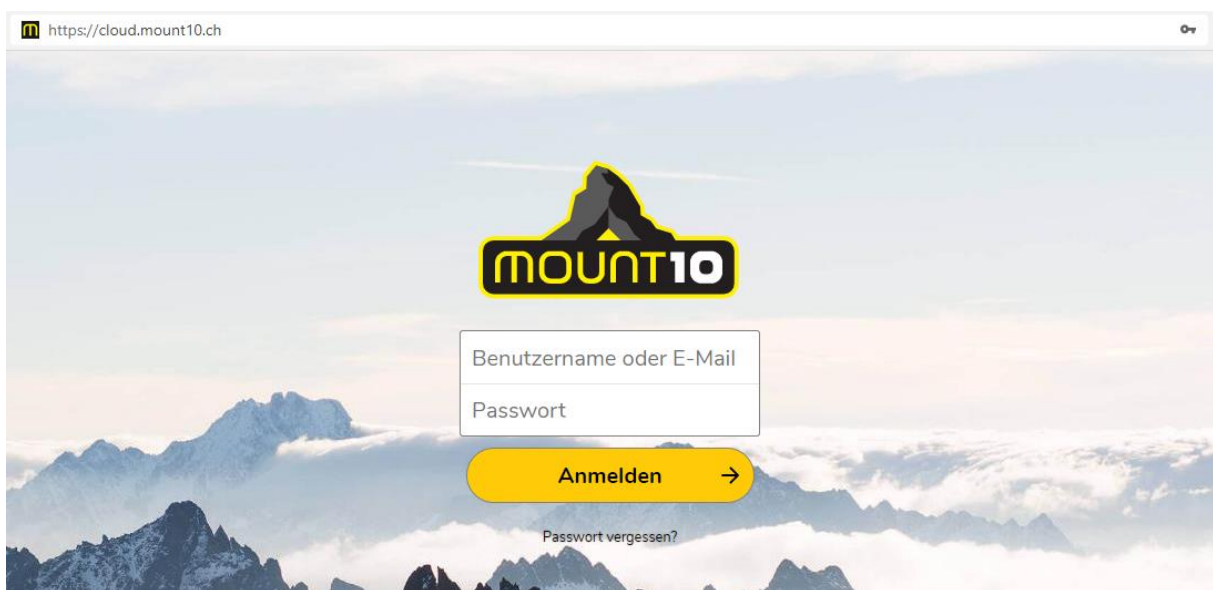 https://cloud.mount10.ch
MOUNT10
Benutzername oder E-Mail
Passwort
Anmelden
Passwort vergessen?